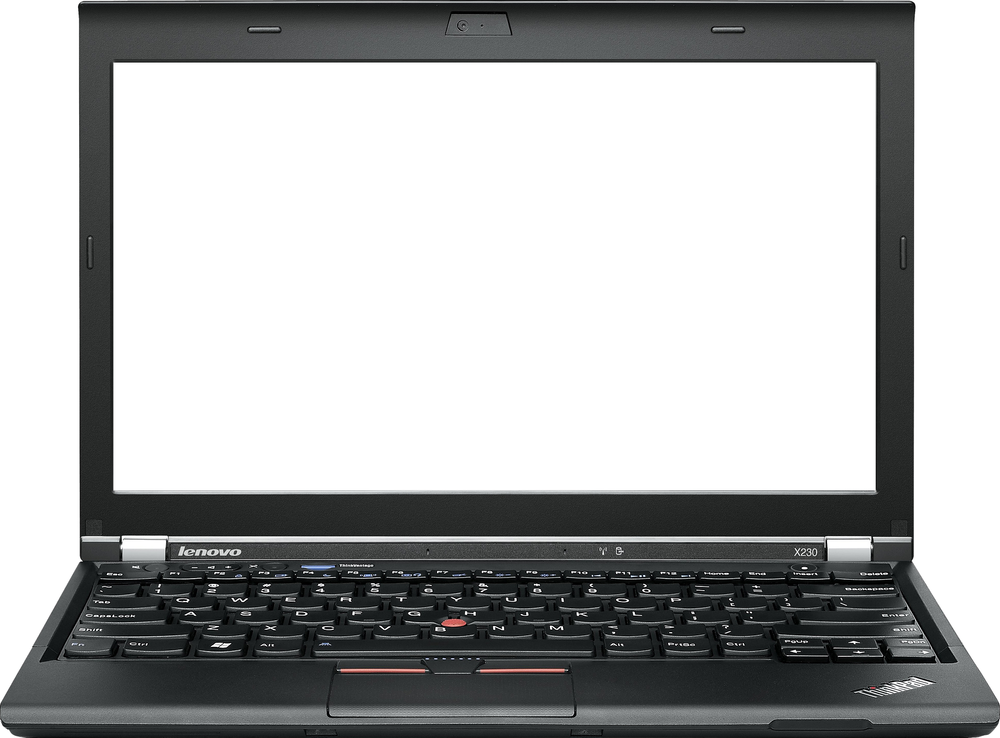 lenovo X230
ThinkVantage
Esc F1 F2 F3 F4 F5 F6 F7 F8 F9 F10 F11 F12 Home End Insert Delete
~ ` ! 1 @ 2 # 3 $ 4 % 5 ^ 6 & 7 * 8 ( 9 ) 0 _ - + = Backspace
Tab Q W E R T Y U I O P { [ } ] | \
CapsLock A S D F G H J K L : ; " ' Enter
Shift Z X C V B N M < , > . ? / Shift
Fn Ctrl Alt Alt PrtSc Ctrl PgUp PgDn
ThinkPad